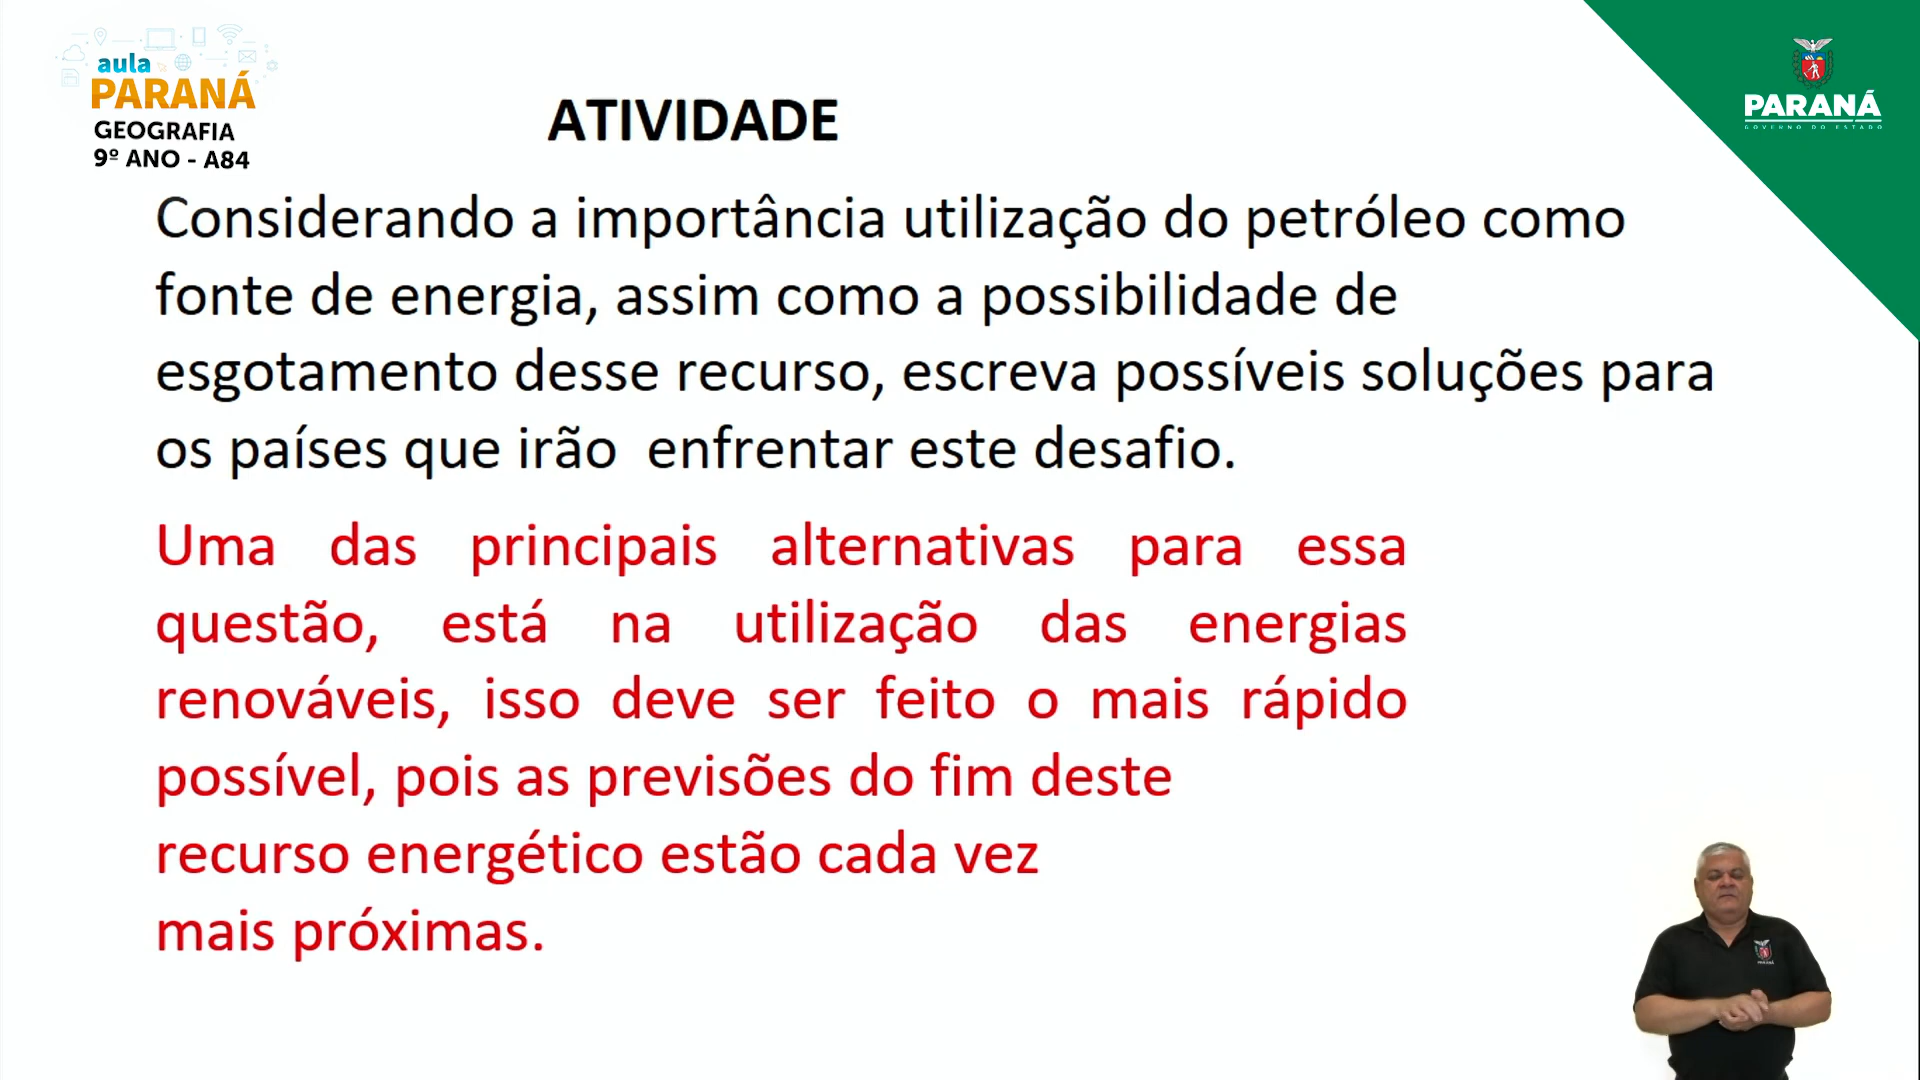 aula
PARANÁ
GEOGRAFIA
9º ANO - A84
PARANÁ
GOVERNO DO ESTADO
ATIVIDADE
Considerando a importância utilização do petróleo como
fonte de energia, assim como a possibilidade de
esgotamento desse recurso, escreva possíveis soluções para
os países que irão  enfrentar este desafio.
Uma das principais alternativas para essa
questão, está na utilização das energias
renováveis, isso deve ser feito o mais rápido
possível, pois as previsões do fim deste
recurso energético estão cada vez
mais próximas.